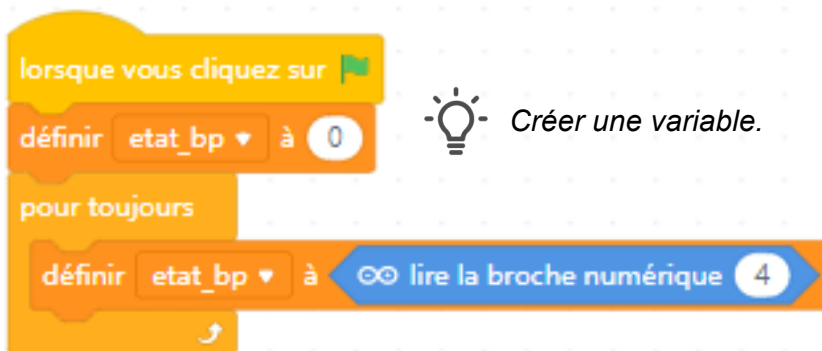 lorsque vous cliquez sur
définir etat_bp à 0
Créer une variable.
pour toujours
définir etat_bp à lire la broche numérique 4